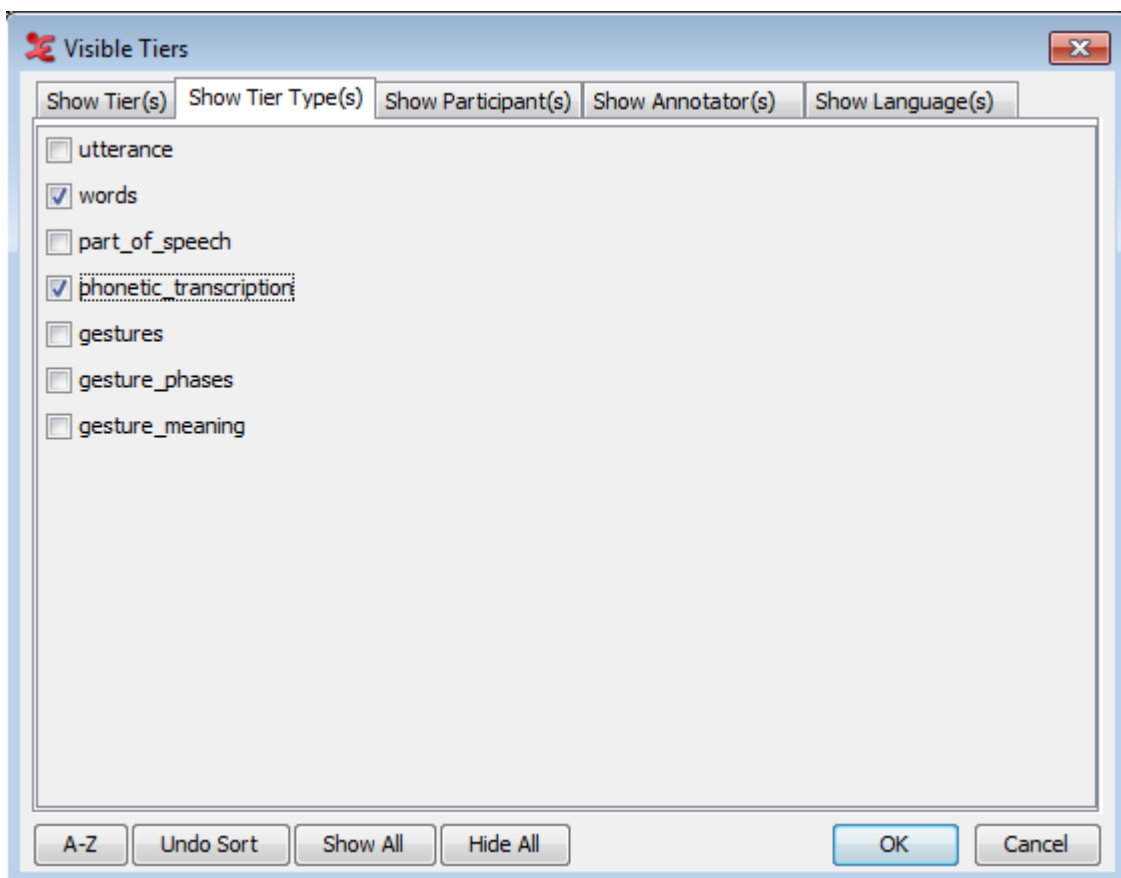 Visible Tiers
Show Tier(s) Show Tier Type(s) Show Participant(s) Show Annotator(s) Show Language(s)
utterance
words
part_of_speech
phonetic_transcription
gestures
gesture_phases
gesture_meaning
A-Z Undo Sort Show All Hide All OK Cancel